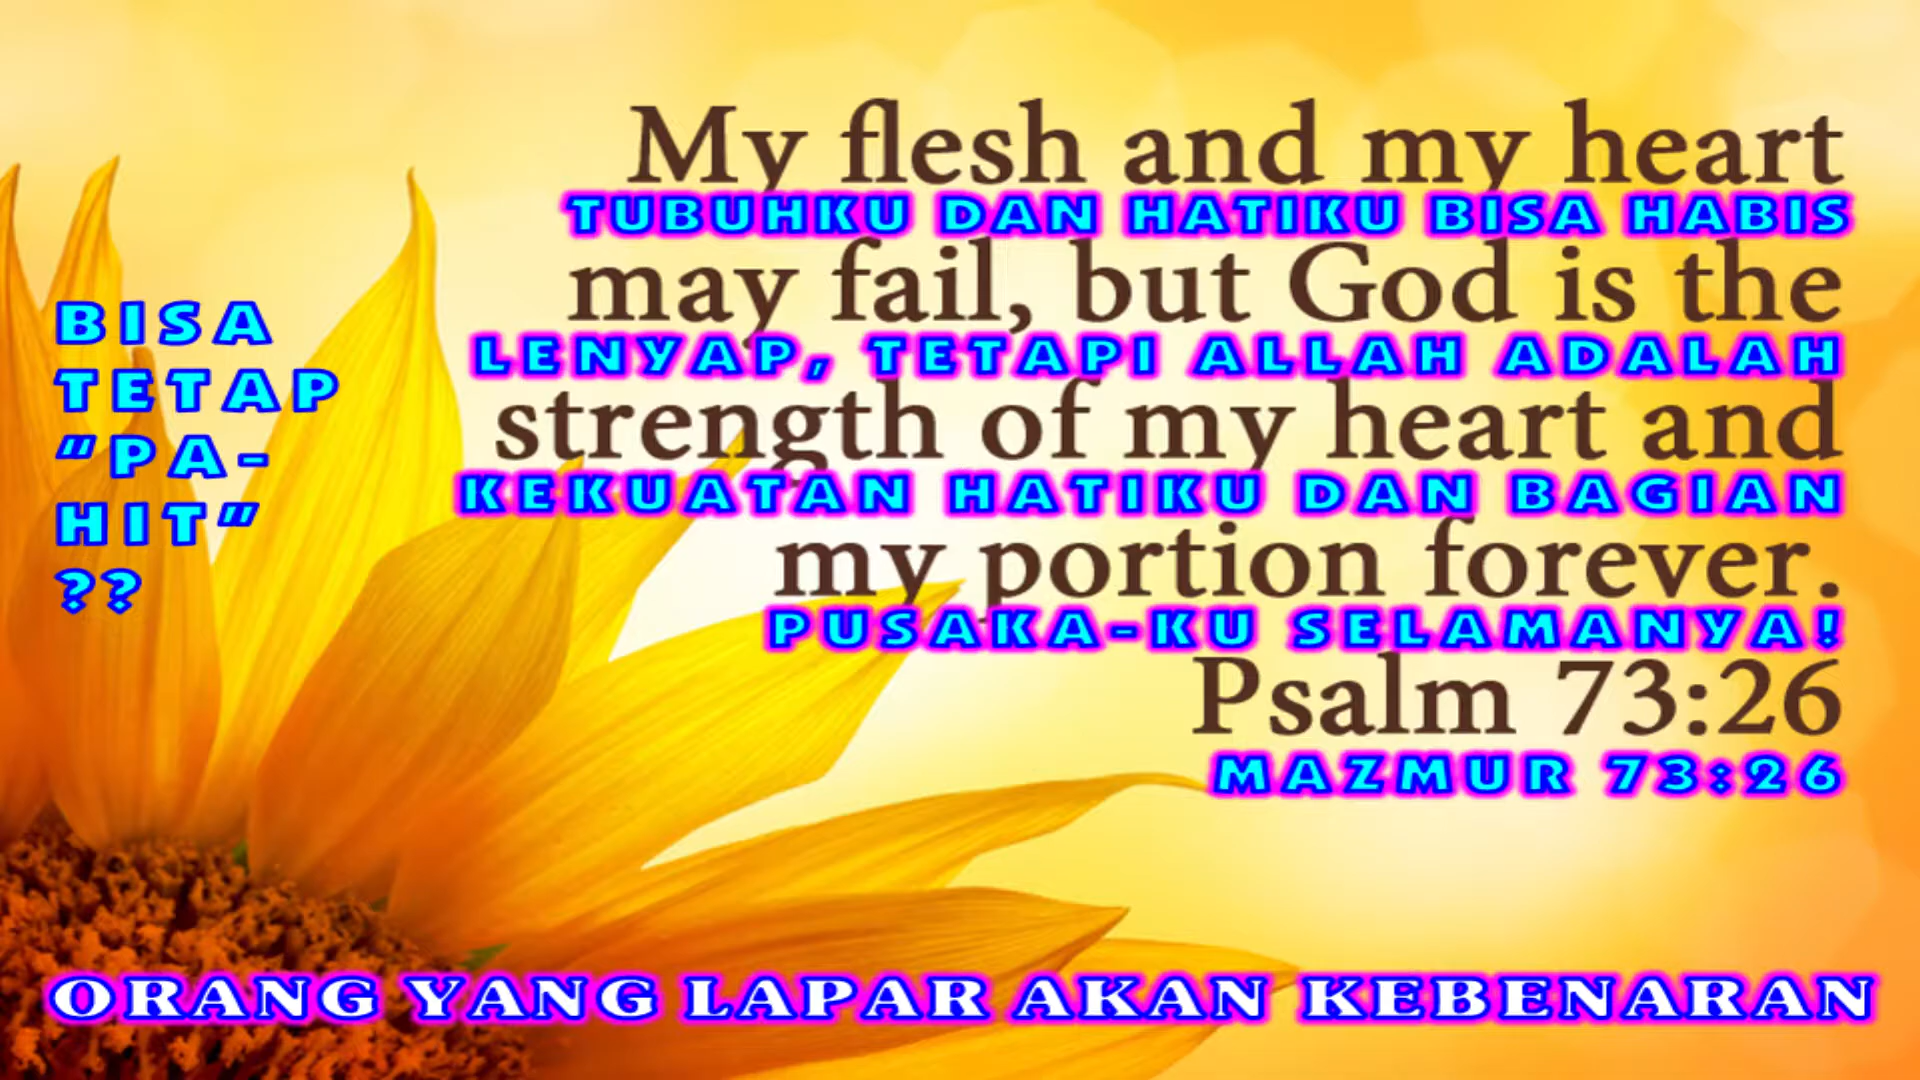 My flesh and my heart
TUBUHKU DAN HATIKU BISA HABIS
may fail, but God is the
LENYAP, TETAPI ALLAH ADALAH
strength of my heart and
KEKUATAN HATIKU DAN BAGIAN
my portion forever.
PUSAKA-KU SELAMANYA!
Psalm 73:26
MAZMUR 73:26
BISA
TETAP
“PA-
HIT”
??
ORANG YANG LAPAR AKAN KEBENARAN